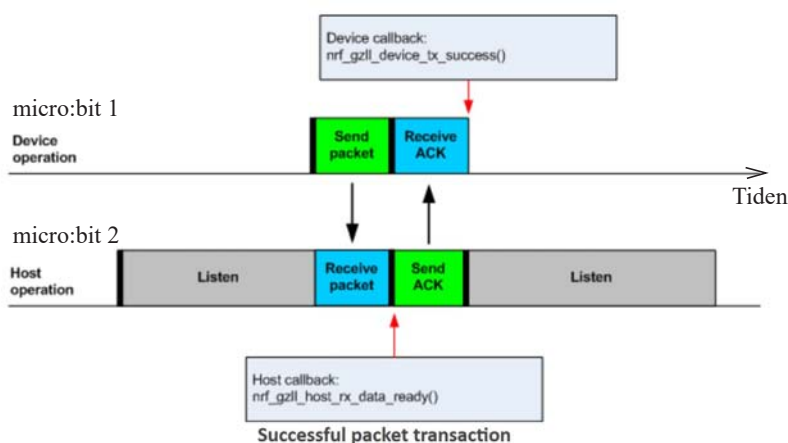 Device callback:
nrf_gzll_device_tx_success()
micro:bit 1
Device
operation
Send
packet
Receive
ACK
Tiden
micro:bit 2
Host
operation
Listen
Receive
packet
Send
ACK
Listen
Host callback:
nrf_gzll_host_rx_data_ready()
Successful packet transaction